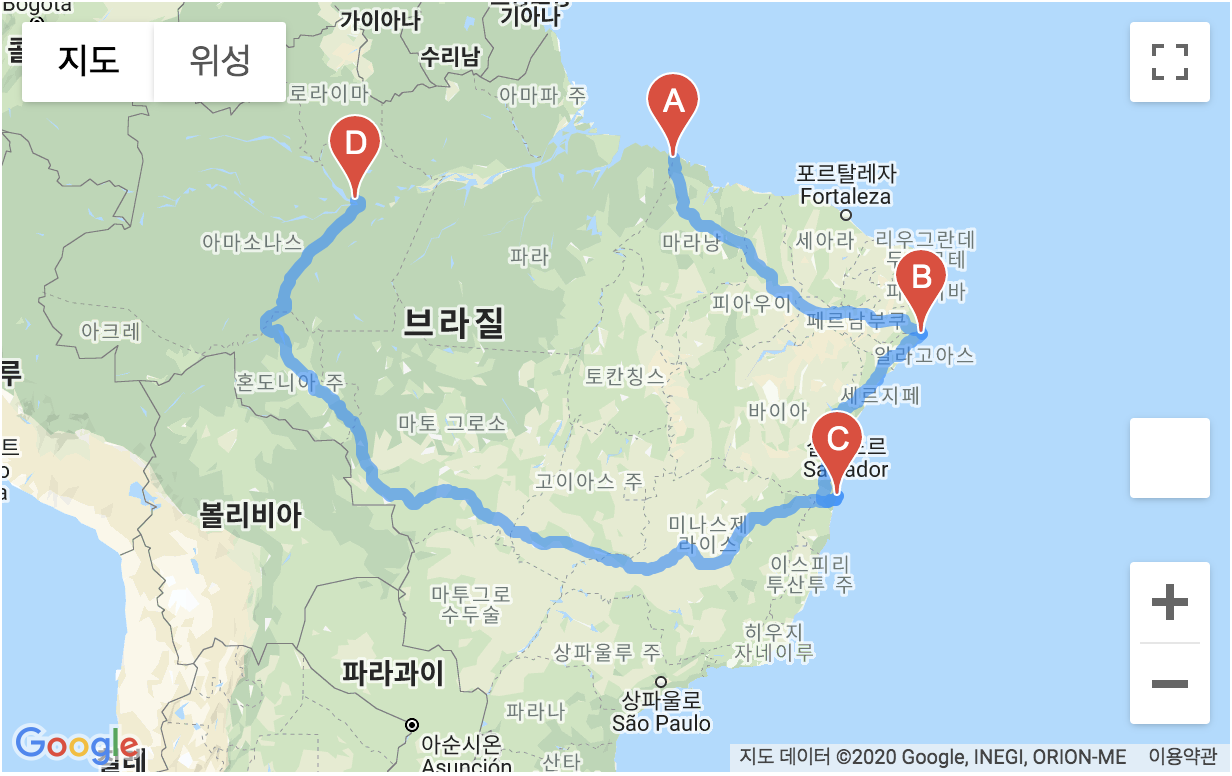 Bogotá
가이아나
기아나
콜
지도
위성
수리남
로라이마
아마파 주
A
D
포르탈레자
Fortaleza
아마소나스
파라
마라냥
세아라
리우그란데
B
피아우이
페르남부쿠
브라질
아크레
알라고아스
루
혼도니아 주
토칸칭스
세르지페
마토 그로소
바이아
C
Salvador
고이아스 주
볼리비아
미나스제
라이스
이스피리
투산투 주
마투그로
수두술
히우지
자네이루
상파울루 주
파라과이
상파울로
São Paulo
파라나
아순시온
Asunción
산타
Google
칠레
지도 데이터 ©2020 Google, INEGI, ORION-ME
이용약관